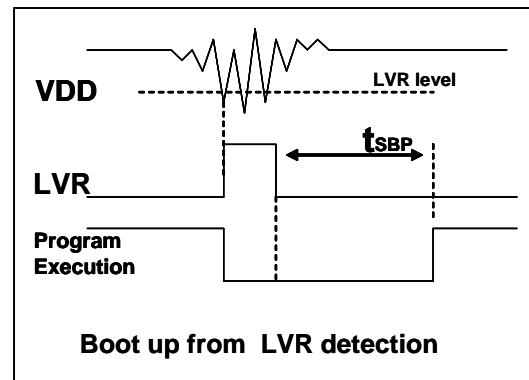 LVR level
VDD
tSBP
LVR
Program
Execution
Boot up from LVR detection